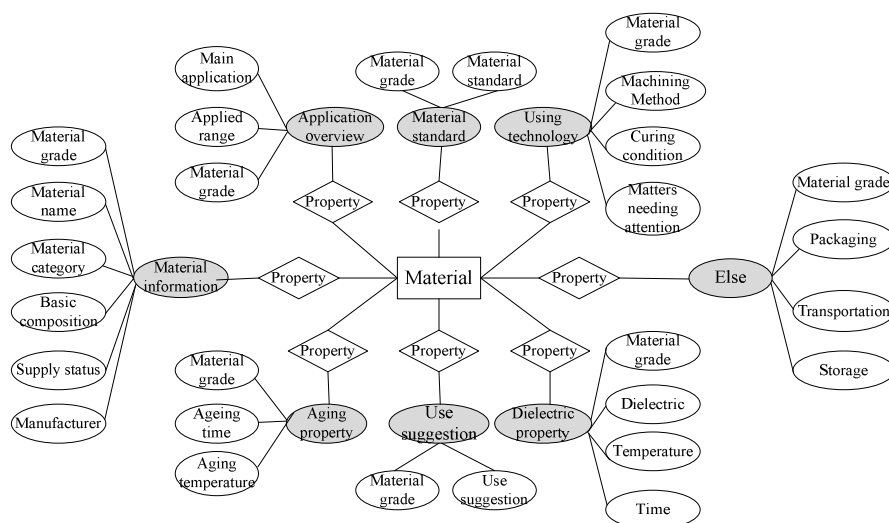 Main
application
Applied
range
Material
grade
Application
overview
Property
Material
grade
Material
standard
Material
standard
Property
Material
grade
Machining
Method
Curing
condition
Matters
needing
attention
Using
technology
Property
Material
grade
Material
name
Material
category
Basic
composition
Supply status
Manufacturer
Material
information
Property
Material
Property
Else
Material grade
Packaging
Transportation
Storage
Property
Aging
property
Material
grade
Ageing
time
Aging
temperature
Property
Use
suggestion
Material
grade
Use
suggestion
Property
Dielectric
property
Material
grade
Dielectric
Temperature
Time